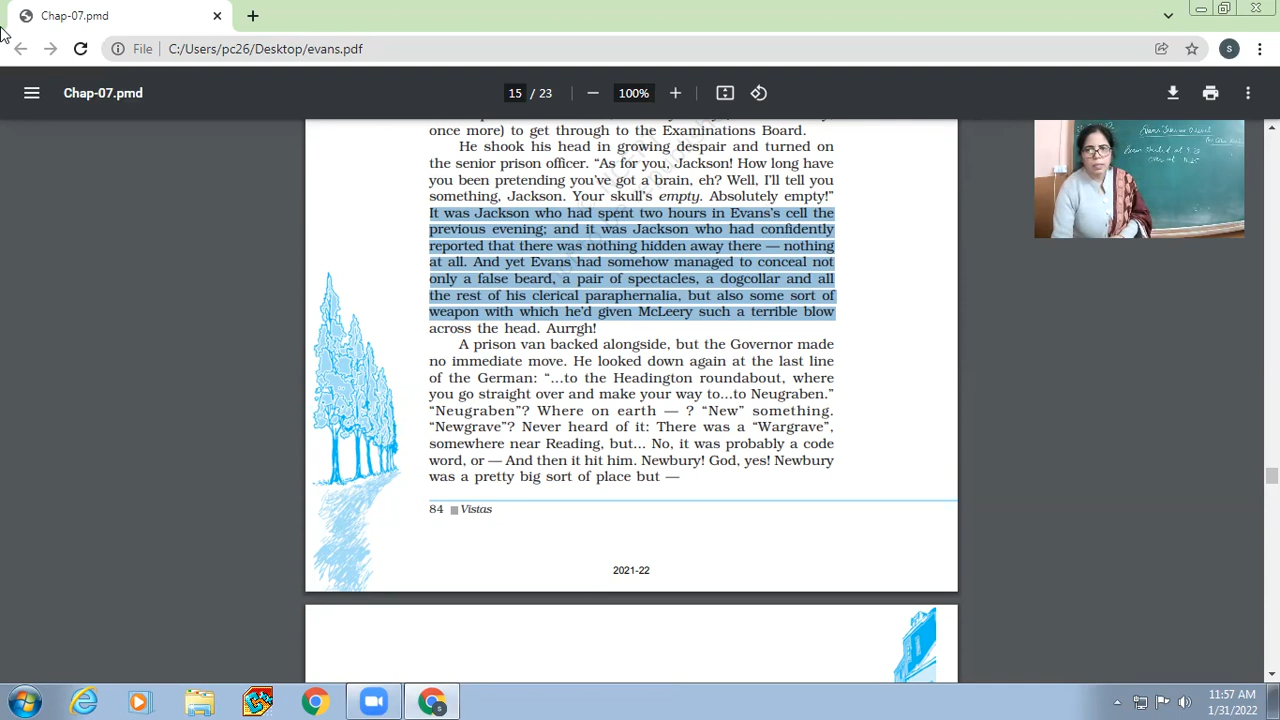 Chap-07.pmd
File
C:/Users/pc26/Desktop/evans.pdf
s
Chap-07.pmd
15 / 23
100%
once more) to get through to the Examinations Board.
He shook his head in growing despair and turned on
the senior prison officer. “As for you, Jackson! How long have
you been pretending you’ve got a brain, eh? Well, I’ll tell you
something, Jackson. Your skull’s empty. Absolutely empty!”
It was Jackson who had spent two hours in Evans’s cell the
previous evening; and it was Jackson who had confidently
reported that there was nothing hidden away there — nothing
at all. And yet Evans had somehow managed to conceal not
only a false beard, a pair of spectacles, a dogcollar and all
the rest of his clerical paraphernalia, but also some sort of
weapon with which he’d given McLeery such a terrible blow
across the head. Aurrgh!
A prison van backed alongside, but the Governor made
no immediate move. He looked down again at the last line
of the German: “...to the Headington roundabout, where
you go straight over and make your way to...to Neugraben.”
“Neugraben”? Where on earth — ? “New” something.
“Newgrave”? Never heard of it: There was a “Wargrave”,
somewhere near Reading, but... No, it was probably a code
word, or — And then it hit him. Newbury! God, yes! Newbury
was a pretty big sort of place but —
84 Vistas
2021-22
11:57 AM
1/31/2022